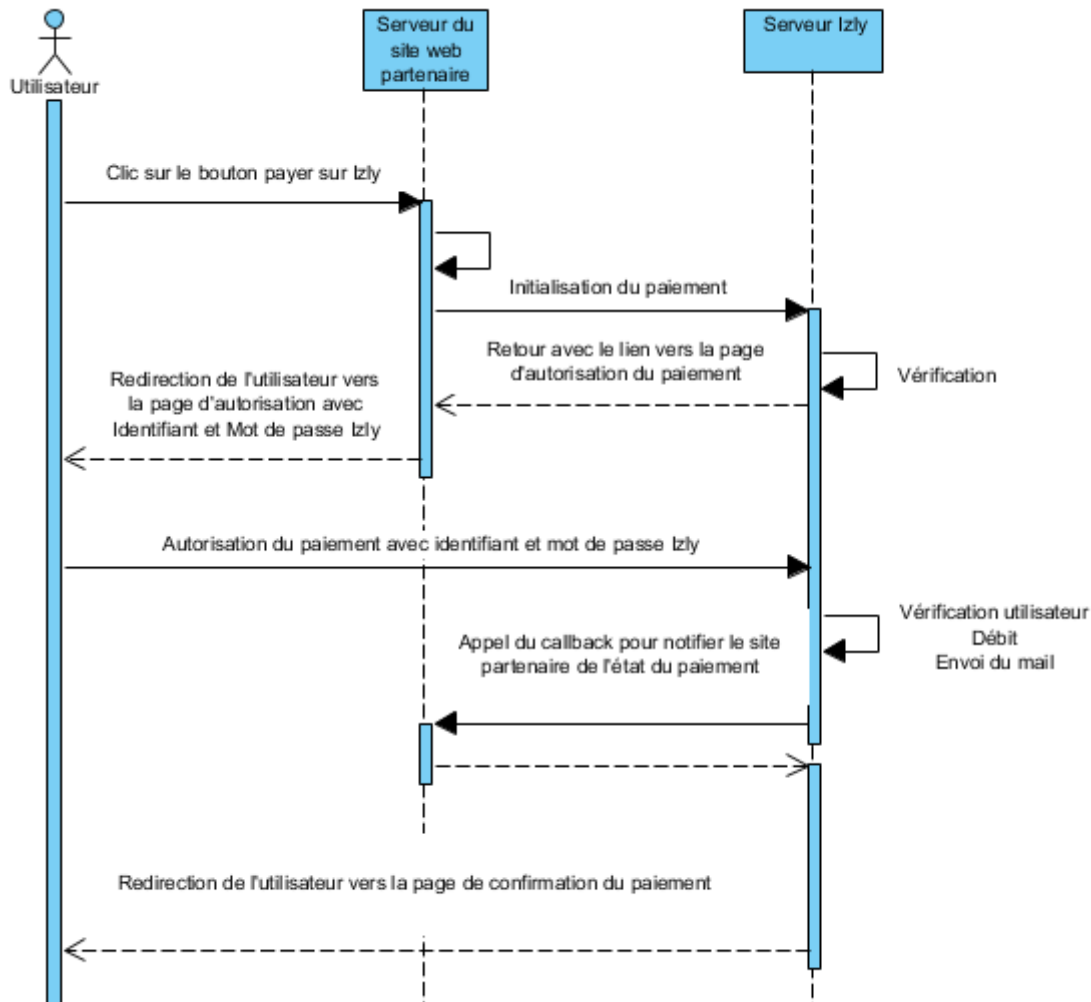 Serveur du
site web
partenaire
Serveur Izly
Utilisateur
Clic sur le bouton payer sur Izly
Initialisation du paiement
Retour avec le lien vers la page
d'autorisation du paiement
Vérification
Redirection de l'utilisateur vers
la page d'autorisation avec
Identifiant et Mot de passe Izly
Autorisation du paiement avec identifiant et mot de passe Izly
Vérification utilisateur
Débit
Envoi du mail
Appel du callback pour notifier le site
partenaire de l'état du paiement
Redirection de l'utilisateur vers la page de confirmation du paiement